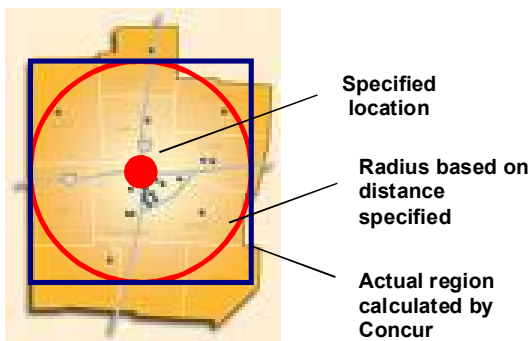 Specified
location
Radius based on
distance
specified
Actual region
calculated by
Concur